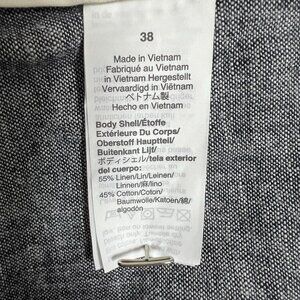 38
Made in Vietnam
Fabriqué au Vietnam
in Vietnam Hergestellt
Vervaardigd in Viëtnam
ベトナム製
Hecho en Vietnam
Body Shell/Étoffe
Extérieure Du Corps/
Oberstoff Hauptteil/
Buitenkant Lijf/
ボディシェル/tela exterior
del cuerpo:
55% Linen/Lin/Leinen/
Linnen/麻/lino
45% Cotton/Coton/
Baumwolle/Katoen/綿/
algodón